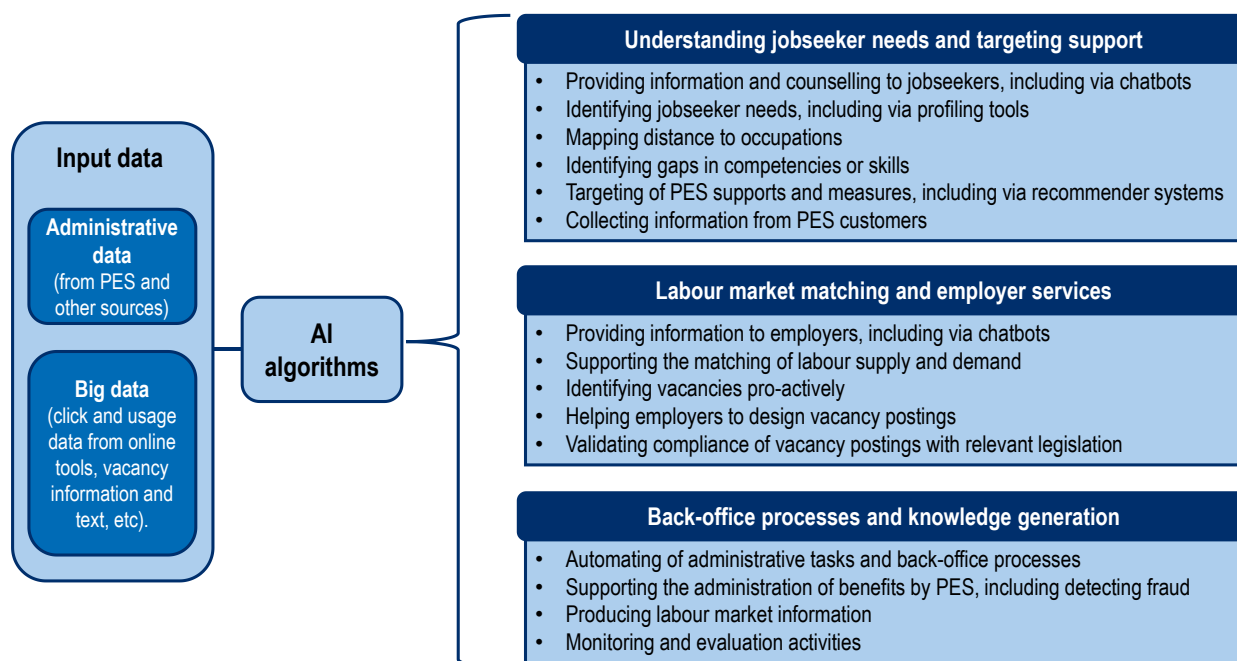 Input data
Administrative
data
(from PES and
other sources)
Big data
(click and usage
data from online
tools, vacancy
information and
text, etc).
AI
algorithms
Understanding jobseeker needs and targeting support
• Providing information and counselling to jobseekers, including via chatbots
• Identifying jobseeker needs, including via profiling tools
• Mapping distance to occupations
• Identifying gaps in competencies or skills
• Targeting of PES supports and measures, including via recommender systems
• Collecting information from PES customers
Labour market matching and employer services
• Providing information to employers, including via chatbots
• Supporting the matching of labour supply and demand
• Identifying vacancies pro-actively
• Helping employers to design vacancy postings
• Validating compliance of vacancy postings with relevant legislation
Back-office processes and knowledge generation
• Automating of administrative tasks and back-office processes
• Supporting the administration of benefits by PES, including detecting fraud
• Producing labour market information
• Monitoring and evaluation activities